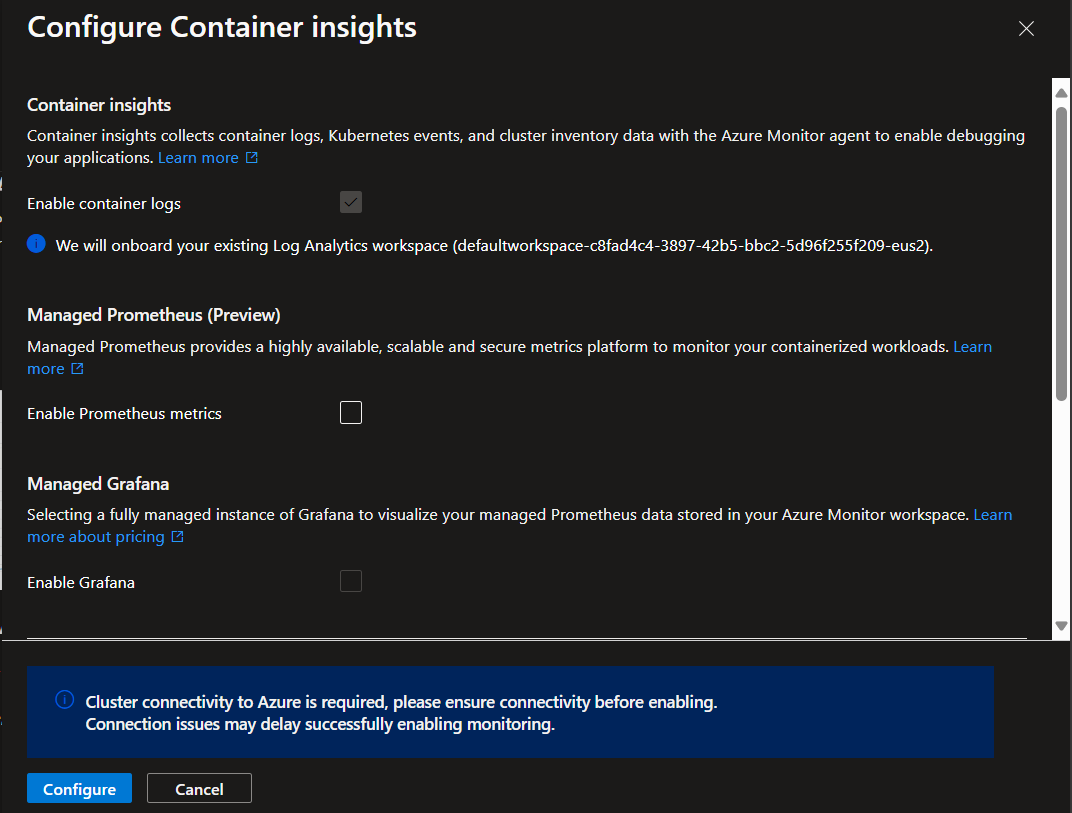 Configure Container insights
Container insights
Container insights collects container logs, Kubernetes events, and cluster inventory data with the Azure Monitor agent to enable debugging
your applications. Learn more
Enable container logs
We will onboard your existing Log Analytics workspace (defaultworkspace-c8fad4c4-3897-42b5-bbc2-5d96f255f209-eus2).
Managed Prometheus (Preview)
Managed Prometheus provides a highly available, scalable and secure metrics platform to monitor your containerized workloads. Learn
more
Enable Prometheus metrics
Managed Grafana
Selecting a fully managed instance of Grafana to visualize your managed Prometheus data stored in your Azure Monitor workspace. Learn
more about pricing
Enable Grafana
Cluster connectivity to Azure is required, please ensure connectivity before enabling.
Connection issues may delay successfully enabling monitoring.
Configure
Cancel